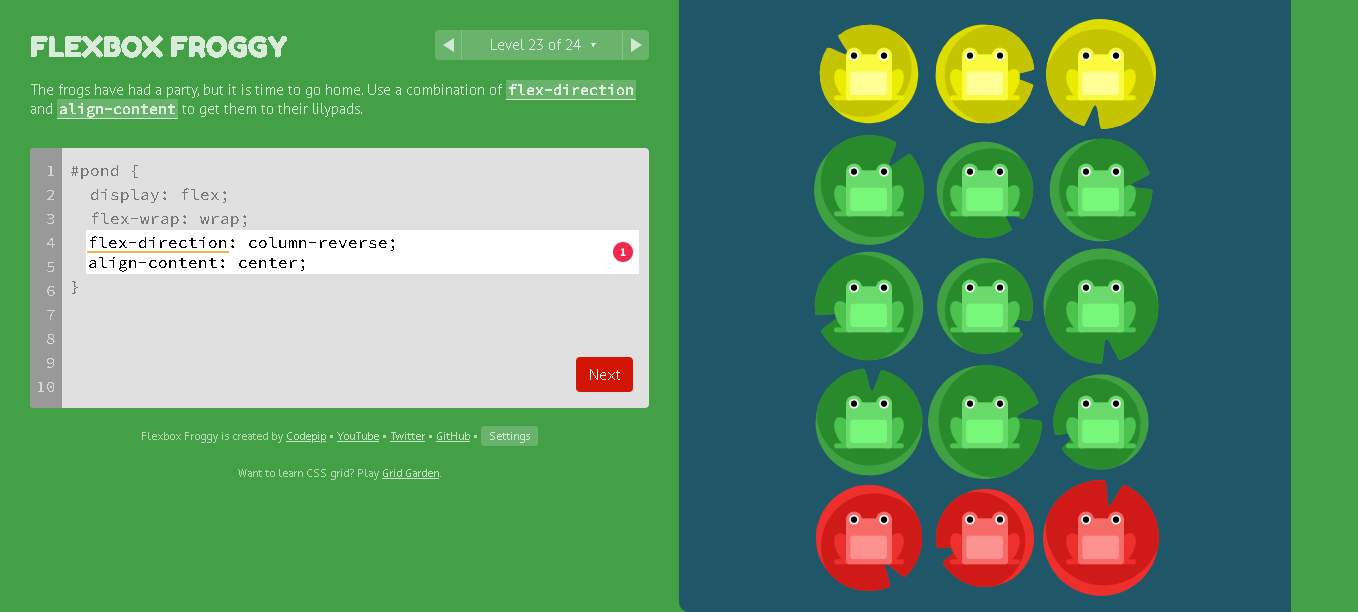 FLEXBOX FROGGY
◀ Level 23 of 24 ▾ ▶
The frogs have had a party, but it is time to go home. Use a combination of flex-direction
and align-content to get them to their lilypads.
1 #pond {
2 display: flex;
3 flex-wrap: wrap;
4 flex-direction: column-reverse;
5 align-content: center;
1
6 }
7
8
9
10
Next
Flexbox Froggy is created by Codepip • YouTube • Twitter • GitHub • Settings
Want to learn CSS grid? Play Grid Garden.